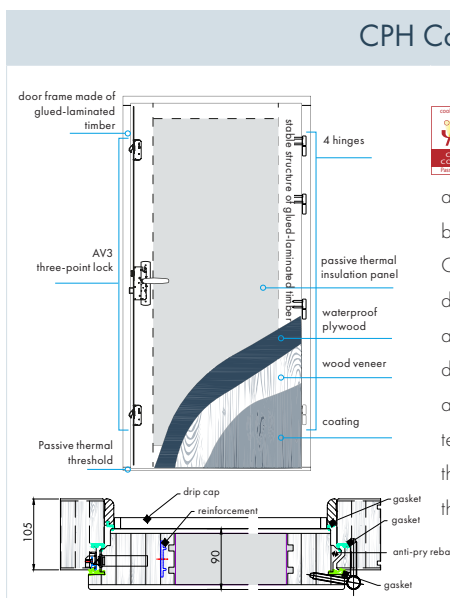 CPH Co
door frame made of
glued-laminated
timber
stable structure of glued-laminated timber
4 hinges
AV3
three-point lock
passive thermal
insulation panel
waterproof
plywood
wood veneer
coating
Passive thermal
threshold
drip cap
reinforcement
gasket
gasket
anti-pry reba
gasket
105
90
a
b
C
d
a
d
a
te
th
th